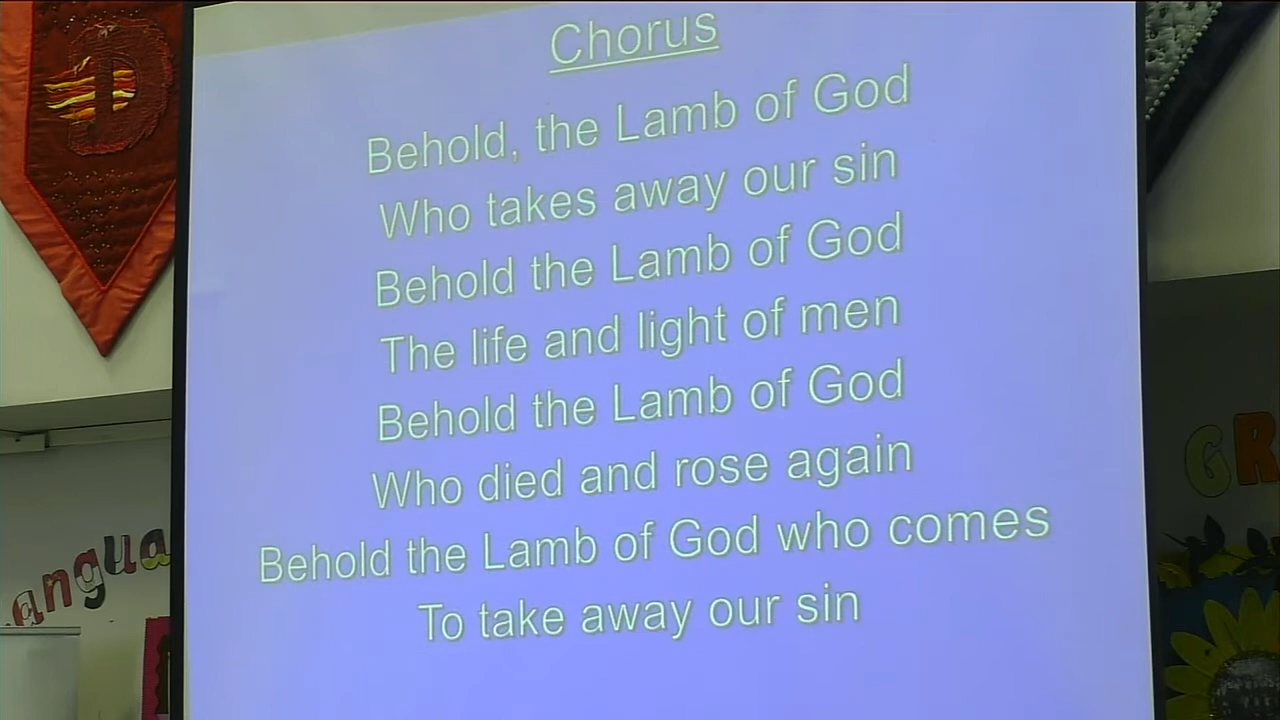 Chorus
Behold, the Lamb of God
Who takes away our sin
Behold the Lamb of God
The life and light of men
Behold the Lamb of God
Who died and rose again
Behold the Lamb of God who comes
To take away our sin
angua
GR